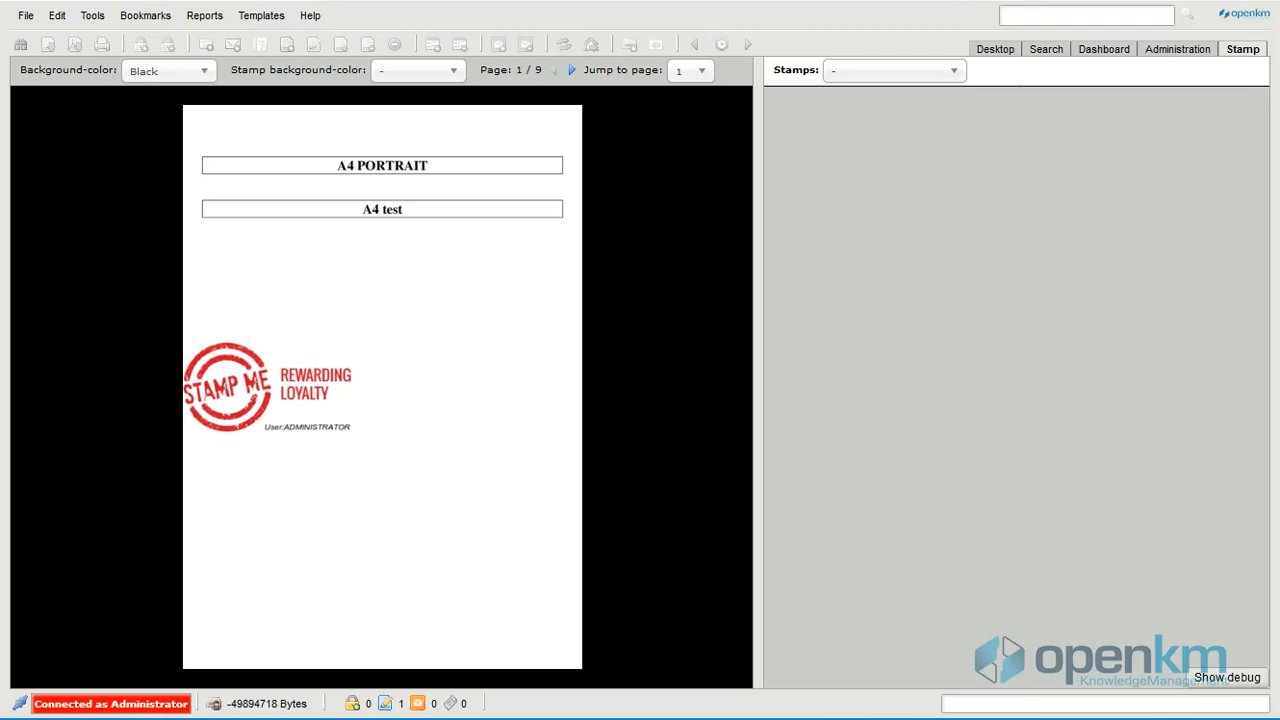 File Edit Tools Bookmarks Reports Templates Help
openkm
Desktop Search Dashboard Administration Stamp
Background-color: Black Stamp background-color: - Page: 1 / 9 Jump to page: 1 Stamps: -
A4 PORTRAIT
A4 test
STAMP ME
REWARDING
LOYALTY
User:ADMINISTRATOR
openkm
KnowledgeManagement
Show debug
Connected as Administrator -49894718 Bytes 0 1 0 0